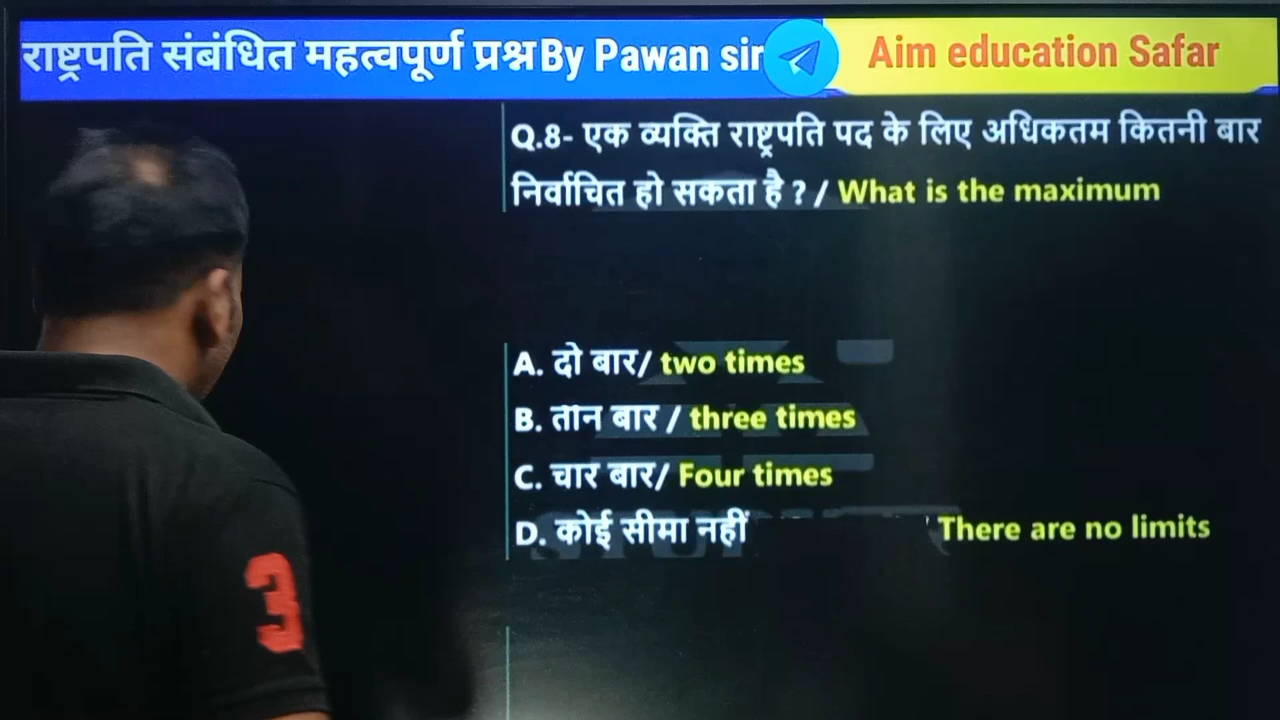 राष्ट्रपति संबंधित महत्वपूर्ण प्रश्न By Pawan sir
Aim education Safar
Q.8- एक व्यक्ति राष्ट्रपति पद के लिए अधिकतम कितनी बार
निर्वाचित हो सकता है ? / What is the maximum
A. दो बार/ two times
B. तीन बार / three times
C. चार बार/ Four times
D. कोई सीमा नहीं There are no limits
3